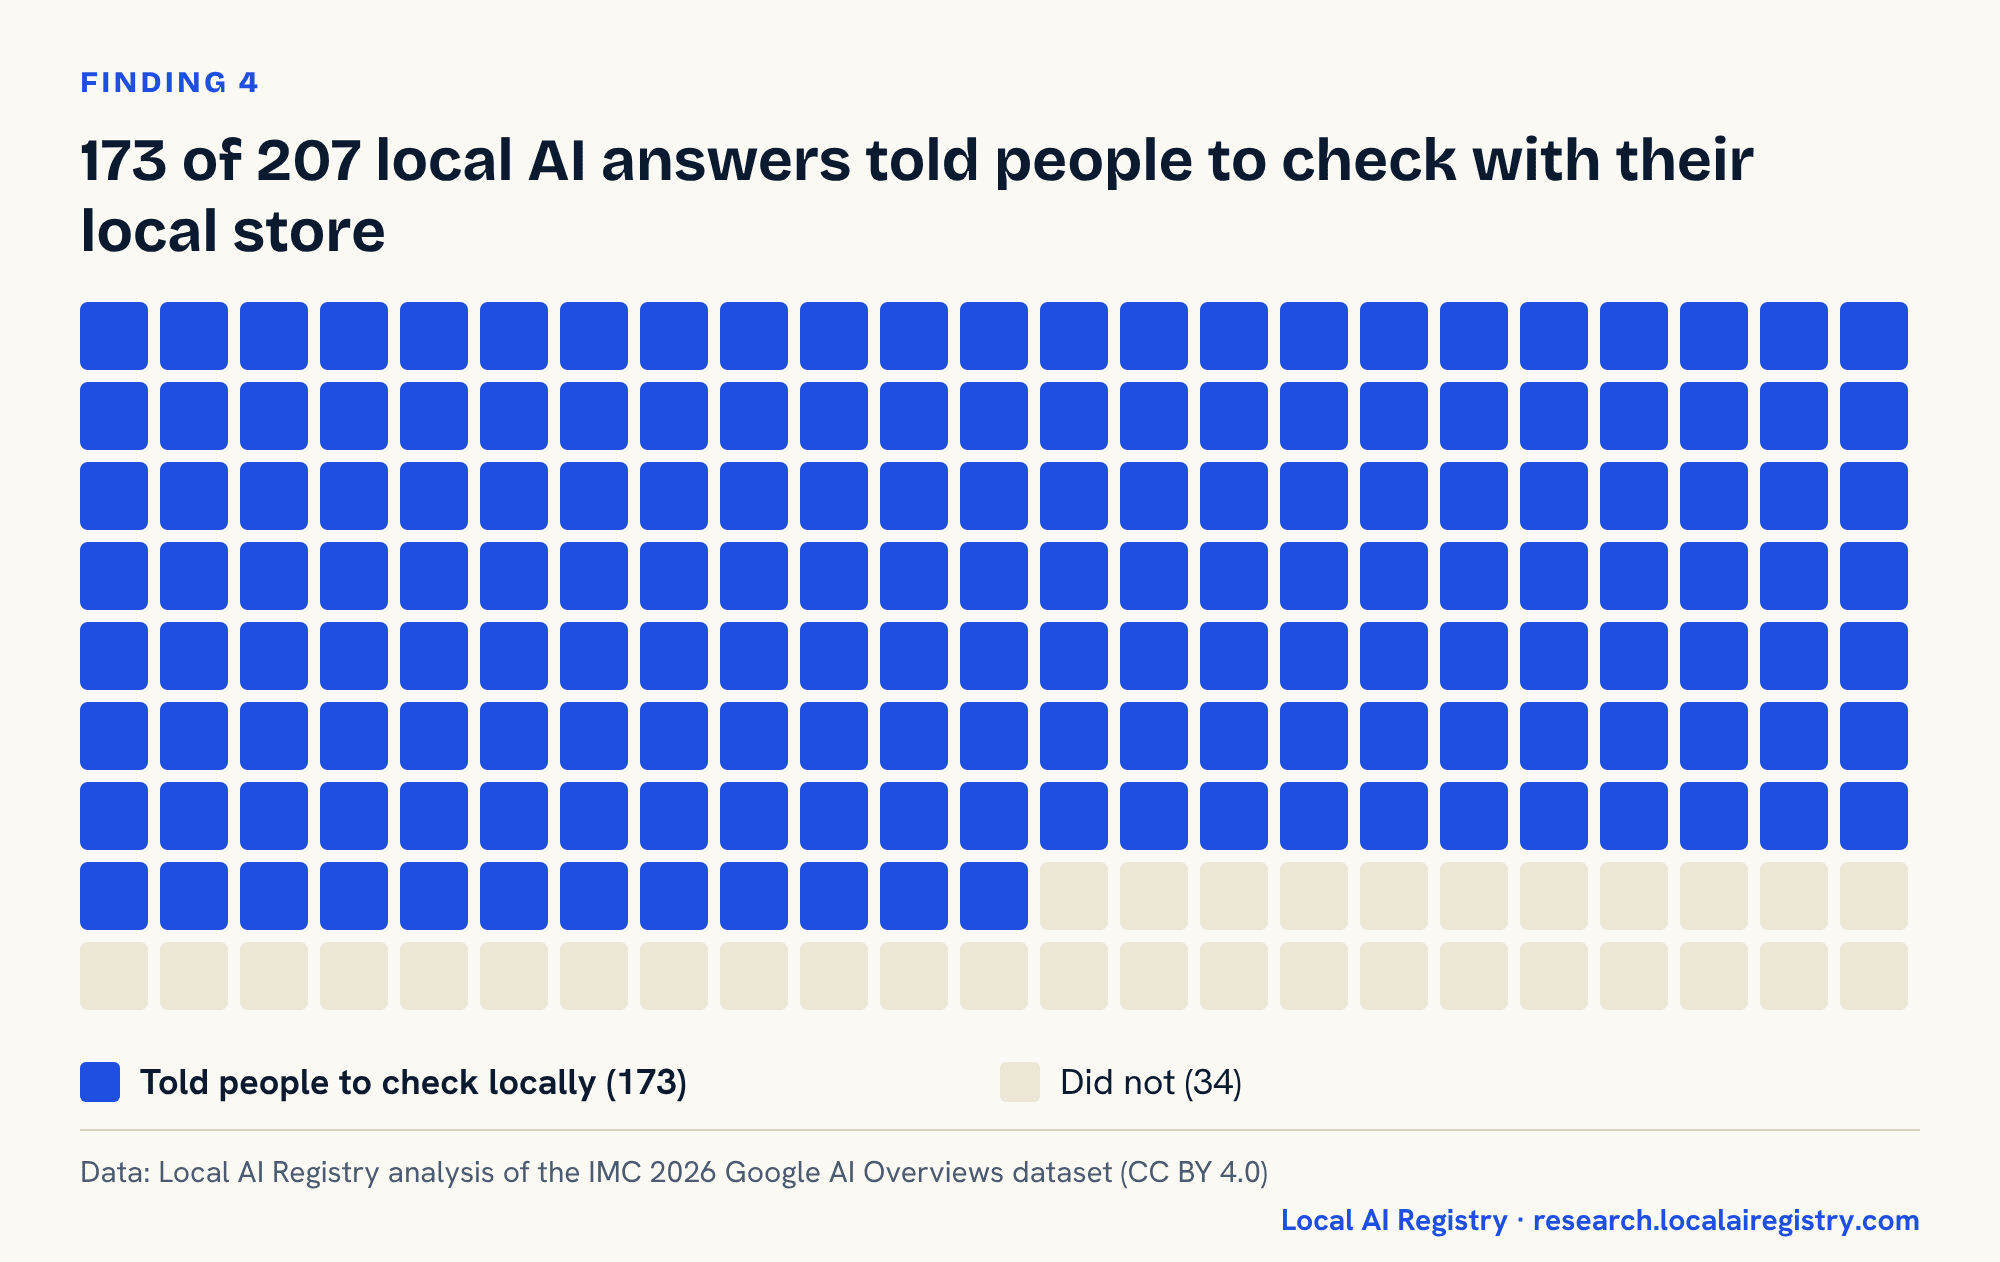 FINDING 4
173 of 207 local AI answers told people to check with their
local store
Told people to check locally (173)
Did not (34)
Data: Local AI Registry analysis of the IMC 2026 Google AI Overviews dataset (CC BY 4.0)
Local AI Registry · research.localairegistry.com